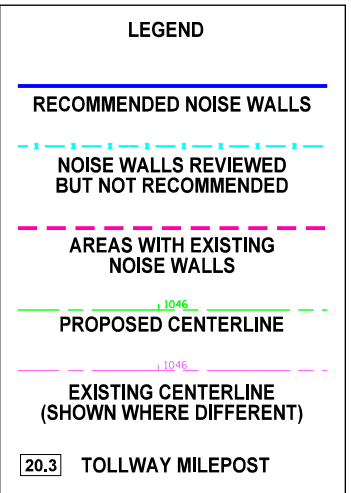 LEGEND
RECOMMENDED NOISE WALLS
NOISE WALLS REVIEWED
BUT NOT RECOMMENDED
AREAS WITH EXISTING
NOISE WALLS
1046
PROPOSED CENTERLINE
1046
EXISTING CENTERLINE
(SHOWN WHERE DIFFERENT)
20.3 TOLLWAY MILEPOST